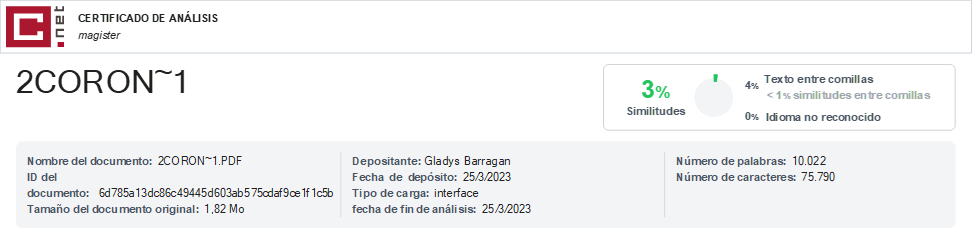 C.net
CERTIFICADO DE ANÁLISIS
magister
2CORON~1
3%
Similitudes
4% Texto entre comillas
< 1% similitudes entre comillas
0% Idioma no reconocido
Nombre del documento: 2CORON~1.PDF
ID del
documento: 6d785a13dc86c49445d603ab575cdaf9ce1f1c5b
Tamaño del documento original: 1,82 Mo
Depositante: Gladys Barragan
Fecha de depósito: 25/3/2023
Tipo de carga: interface
fecha de fin de análisis: 25/3/2023
Número de palabras: 10.022
Número de caracteres: 75.790